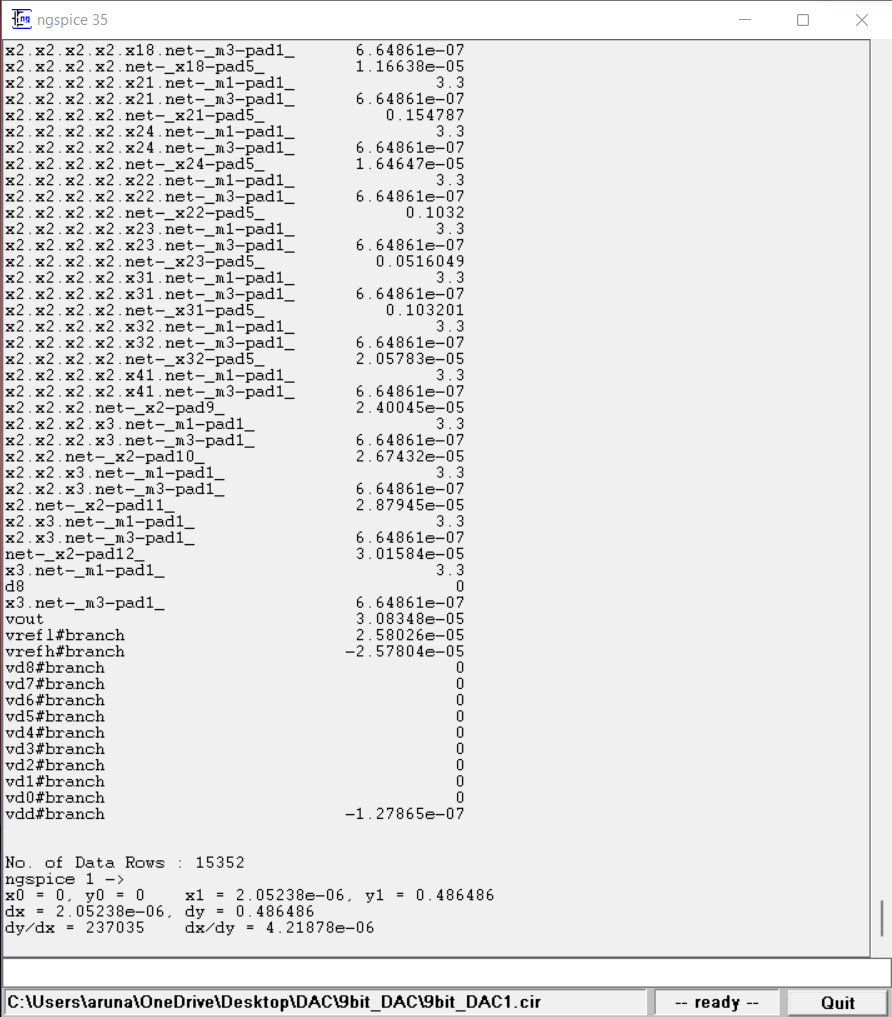 ngspice 35
x2.x2.x2.x2.x18.net-_m3-pad1_ 6.64861e-07
x2.x2.x2.x2.net-_x18-pad5_ 1.16638e-05
x2.x2.x2.x2.x21.net-_m1-pad1_ 3.3
x2.x2.x2.x2.x21.net-_m3-pad1_ 6.64861e-07
x2.x2.x2.x2.net-_x21-pad5_ 0.154787
x2.x2.x2.x2.x24.net-_m1-pad1_ 3.3
x2.x2.x2.x2.x24.net-_m3-pad1_ 6.64861e-07
x2.x2.x2.x2.net-_x24-pad5_ 1.64647e-05
x2.x2.x2.x2.x22.net-_m1-pad1_ 3.3
x2.x2.x2.x2.x22.net-_m3-pad1_ 6.64861e-07
x2.x2.x2.x2.net-_x22-pad5_ 0.1032
x2.x2.x2.x2.x23.net-_m1-pad1_ 3.3
x2.x2.x2.x2.x23.net-_m3-pad1_ 6.64861e-07
x2.x2.x2.x2.net-_x23-pad5_ 0.0516049
x2.x2.x2.x2.x31.net-_m1-pad1_ 3.3
x2.x2.x2.x2.x31.net-_m3-pad1_ 6.64861e-07
x2.x2.x2.x2.net-_x31-pad5_ 0.103201
x2.x2.x2.x2.x32.net-_m1-pad1_ 3.3
x2.x2.x2.x2.x32.net-_m3-pad1_ 6.64861e-07
x2.x2.x2.x2.net-_x32-pad5_ 2.05783e-05
x2.x2.x2.x2.x41.net-_m1-pad1_ 3.3
x2.x2.x2.x2.x41.net-_m3-pad1_ 6.64861e-07
x2.x2.x2.net-_x2-pad9_ 2.40045e-05
x2.x2.x2.x3.net-_m1-pad1_ 3.3
x2.x2.x2.x3.net-_m3-pad1_ 6.64861e-07
x2.x2.net-_x2-pad10_ 2.67432e-05
x2.x2.x3.net-_m1-pad1_ 3.3
x2.x2.x3.net-_m3-pad1_ 6.64861e-07
x2.net-_x2-pad11_ 2.87945e-05
x2.x3.net-_m1-pad1_ 3.3
x2.x3.net-_m3-pad1_ 6.64861e-07
net-_x2-pad12_ 3.01584e-05
x3.net-_m1-pad1_ 3.3
d8 0
x3.net-_m3-pad1_ 6.64861e-07
vout 3.08348e-05
vrefl#branch 2.58026e-05
vrefh#branch -2.57804e-05
vd8#branch 0
vd7#branch 0
vd6#branch 0
vd5#branch 0
vd4#branch 0
vd3#branch 0
vd2#branch 0
vd1#branch 0
vd0#branch 0
vdd#branch -1.27865e-07
No. of Data Rows : 15352
ngspice 1 ->
x0 = 0, y0 = 0 x1 = 2.05238e-06, y1 = 0.486486
dx = 2.05238e-06, dy = 0.486486
dy/dx = 237035 dx/dy = 4.21878e-06
C:\Users\aruna\OneDrive\Desktop\DAC\9bit_DAC\9bit_DAC1.cir -- ready -- Quit